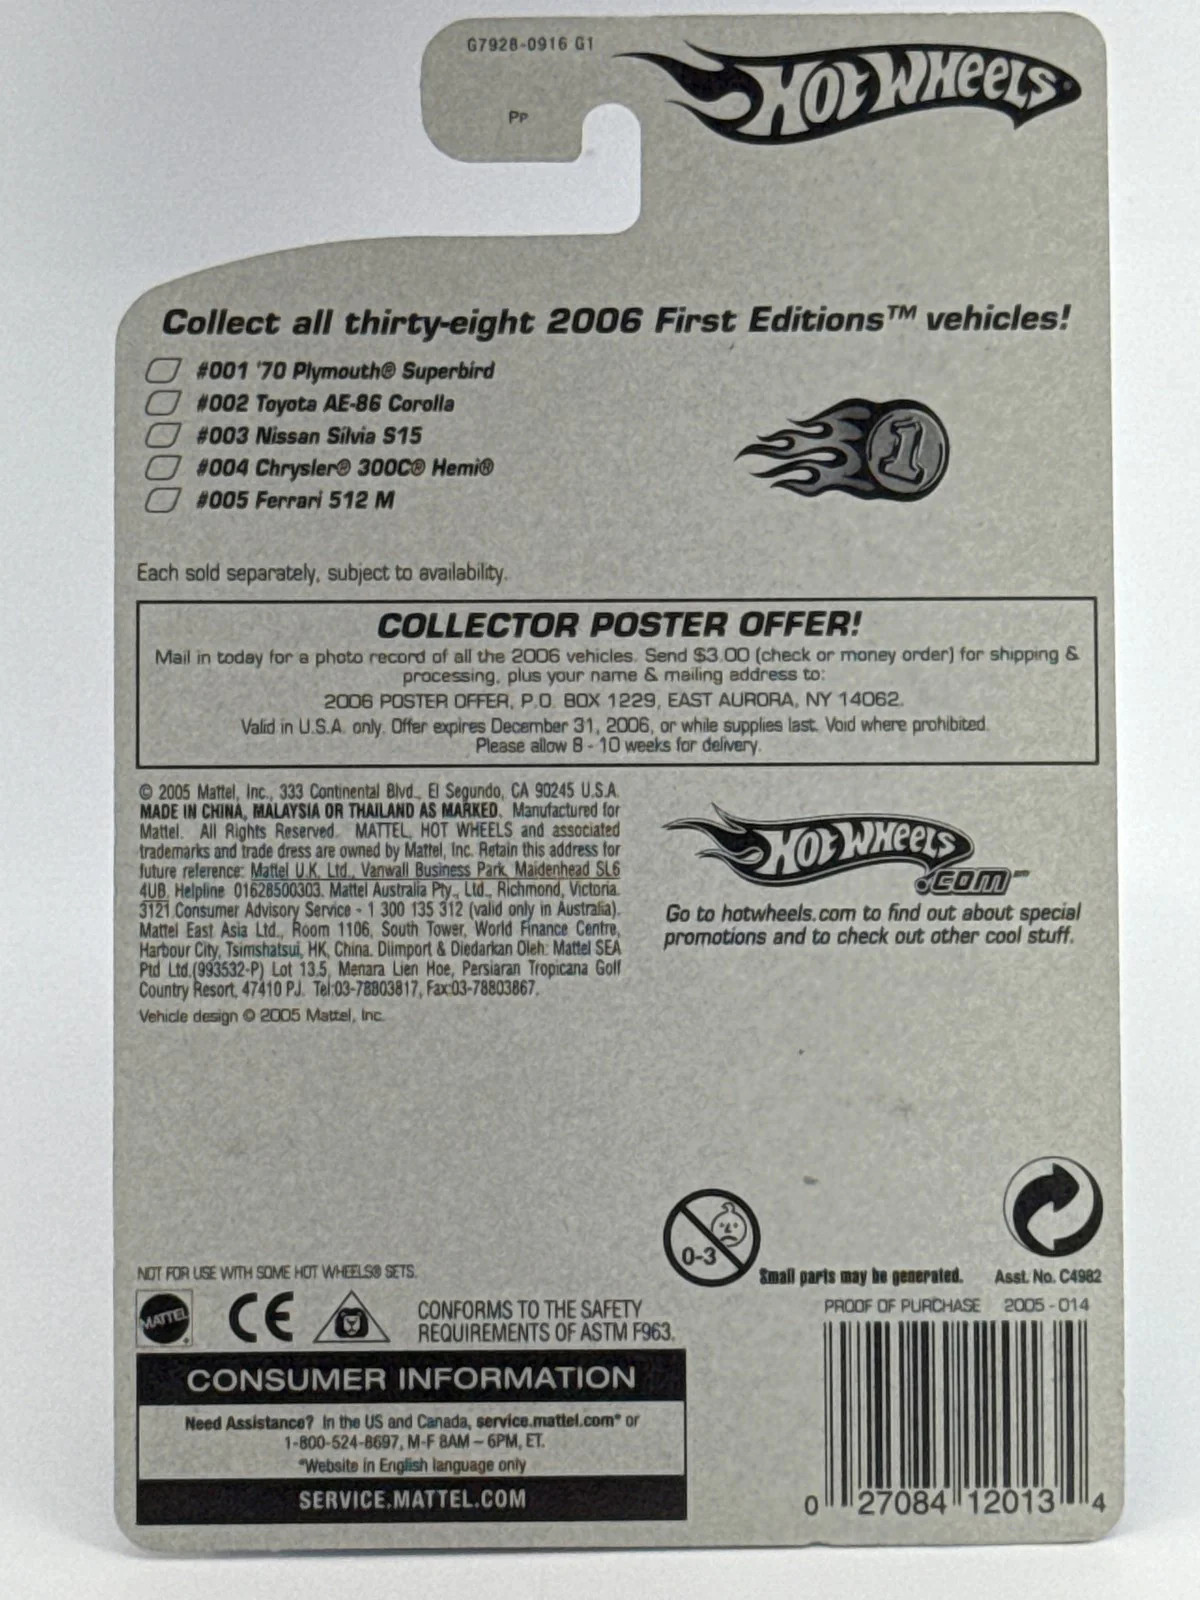 G7928-0916 G1
PP
HOT WHEELS
Collect all thirty-eight 2006 First Editions™ vehicles!
#001 '70 Plymouth® Superbird
#002 Toyota AE-86 Corolla
#003 Nissan Silvia S15
#004 Chrysler® 300C® Hemi®
#005 Ferrari 512 M
1
Each sold separately, subject to availability.
COLLECTOR POSTER OFFER!
Mail in today for a photo record of all the 2006 vehicles. Send $3.00 (check or money order) for shipping &
processing, plus your name & mailing address to:
2006 POSTER OFFER, P.O. BOX 1229, EAST AURORA, NY 14062.
Valid in U.S.A. only. Offer expires December 31, 2006, or while supplies last. Void where prohibited.
Please allow 8 - 10 weeks for delivery.
© 2005 Mattel, Inc., 333 Continental Blvd., El Segundo, CA 90245 U.S.A.
MADE IN CHINA, MALAYSIA OR THAILAND AS MARKED. Manufactured for
Mattel. All Rights Reserved. MATTEL, HOT WHEELS and associated
trademarks and trade dress are owned by Mattel, Inc. Retain this address for
future reference: Mattel U.K. Ltd., Vanwall Business Park, Maidenhead SL6
4UB. Helpline 01628500303. Mattel Australia Pty., Ltd., Richmond, Victoria.
3121.Consumer Advisory Service - 1 300 135 312 (valid only in Australia).
Mattel East Asia Ltd., Room 1106, South Tower, World Finance Centre,
Harbour City, Tsimshatsui, HK, China. Diimport & Diedarkan Oleh: Mattel SEA
Ptd Ltd.(993532-P) Lot 13.5, Menara Lien Hoe, Persiaran Tropicana Golf
Country Resort, 47410 PJ. Tel:03-78803817, Fax:03-78803867.
Vehicle design © 2005 Mattel, Inc.
HOT WHEELS
.com™
Go to hotwheels.com to find out about special
promotions and to check out other cool stuff.
0-3
Small parts may be generated.
Asst. No. C4982
NOT FOR USE WITH SOME HOT WHEELS® SETS.
MATTEL
CE
CONFORMS TO THE SAFETY
REQUIREMENTS OF ASTM F963.
PROOF OF PURCHASE 2005 - 014
CONSUMER INFORMATION
Need Assistance? In the US and Canada, service.mattel.com* or
1-800-524-8697, M-F 8AM – 6PM, ET.
*Website in English language only
SERVICE.MATTEL.COM
0 27084 12013 4